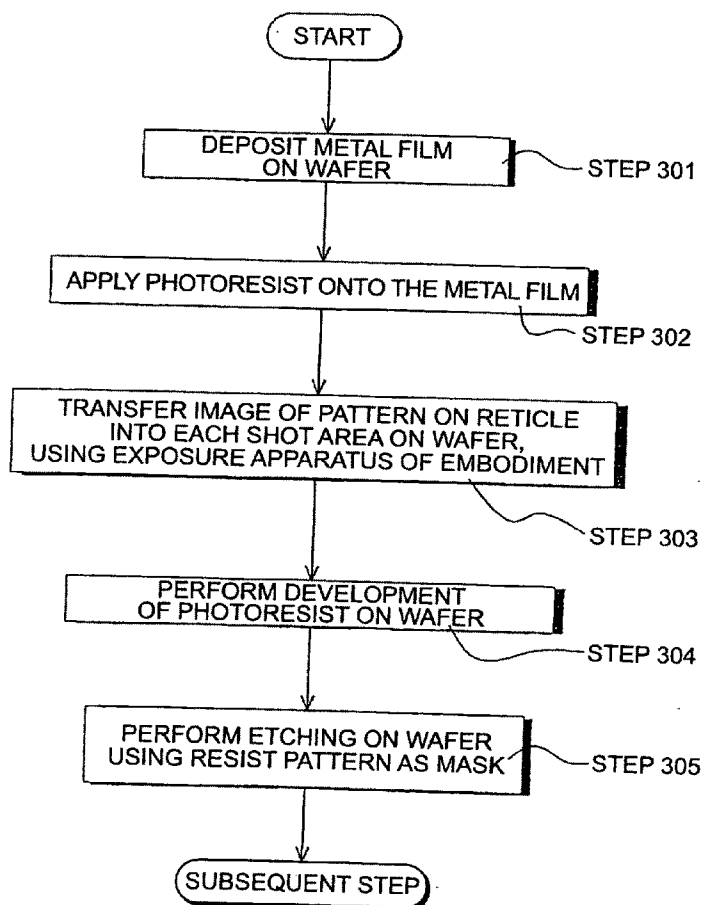 START
DEPOSIT METAL FILM
ON WAFER
STEP 301
APPLY PHOTORESIST ONTO THE METAL FILM
STEP 302
TRANSFER IMAGE OF PATTERN ON RETICLE
INTO EACH SHOT AREA ON WAFER,
USING EXPOSURE APPARATUS OF EMBODIMENT
STEP 303
PERFORM DEVELOPMENT
OF PHOTORESIST ON WAFER
STEP 304
PERFORM ETCHING ON WAFER
USING RESIST PATTERN AS MASK
STEP 305
SUBSEQUENT STEP